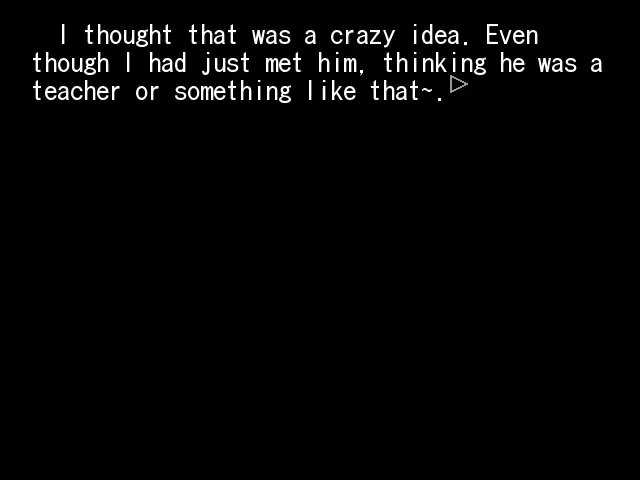 I thought that was a crazy idea. Even
though I had just met him, thinking he was a
teacher or something like that~.